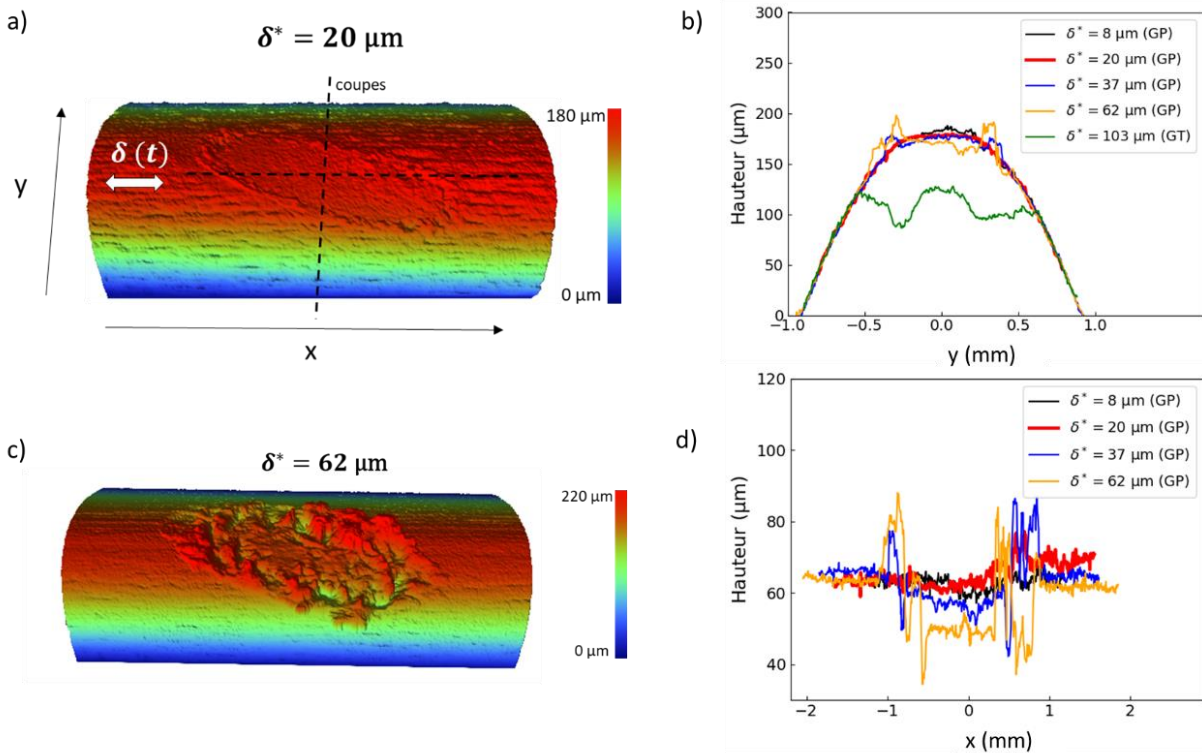 a)
δ* = 20 μm
coupes
180 μm
δ (t)
y
0 μm
x
b)
300
250
200
150
100
50
0
Hauteur (μm)
δ* = 8 μm (GP)
δ* = 20 μm (GP)
δ* = 37 μm (GP)
δ* = 62 μm (GP)
δ* = 103 μm (GT)
−1.0
−0.5
0.0
0.5
1.0
y (mm)
c)
δ* = 62 μm
220 μm
0 μm
d)
120
100
80
60
40
Hauteur (μm)
δ* = 8 μm (GP)
δ* = 20 μm (GP)
δ* = 37 μm (GP)
δ* = 62 μm (GP)
−2
−1
0
1
2
x (mm)